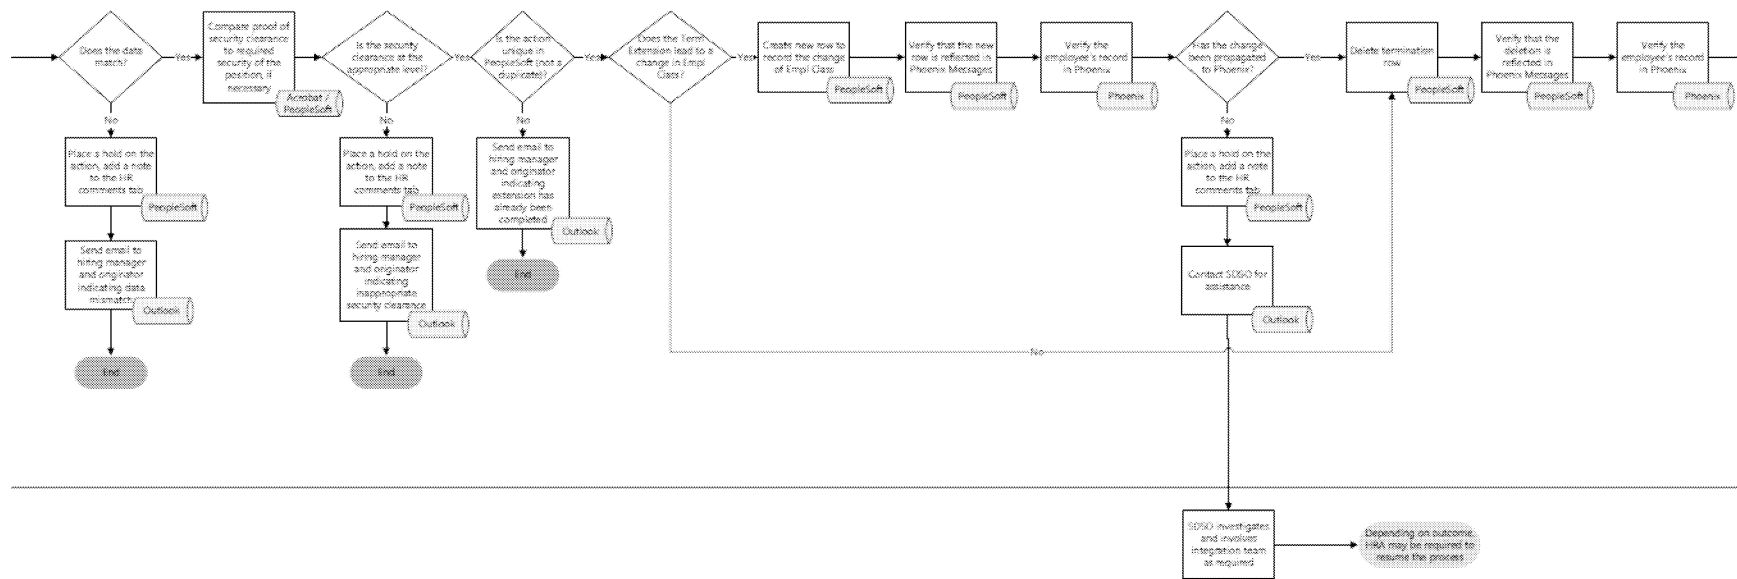 Does the data
match?
Yes
Compare proof of
security clearance
to required
security of the
position, if
necessary
Acrobat /
PeopleSoft
Is the security
clearance at the
appropriate level?
Yes
Is the action
unique in
PeopleSoft (not a
duplicate)?
Yes
Does the Term
Extension lead to a
change in Empl
Class?
Yes
Create new row to
record the change
of Empl Class
PeopleSoft
Verify that the new
row is reflected in
Phoenix Messages
PeopleSoft
Verify the
employee's record
in Phoenix
Phoenix
Has the change
been propagated
to Phoenix?
Yes
Delete termination
row
PeopleSoft
Verify that the
deletion is
reflected in
Phoenix Messages
PeopleSoft
Verify the
employee's record
in Phoenix
Phoenix
No
Place a hold on the
action, add a note
to the HR
comments tab
PeopleSoft
Send email to
hiring manager
and originator
indicating data
mismatch
Outlook
End
No
Place a hold on the
action, add a note
to the HR
comments tab
PeopleSoft
Send email to
hiring manager
and originator
indicating
inappropriate
security clearance
Outlook
End
No
Send email to
hiring manager
and originator
indicating
extension has
already been
completed
Outlook
End
No
No
Place a hold on the
action, add a note
to the HR
comments tab
PeopleSoft
Contact SDSO for
assistance
Outlook
SDSO investigates
and involves
integration team
as required
Depending on outcome,
HRA may be required to
resume the process